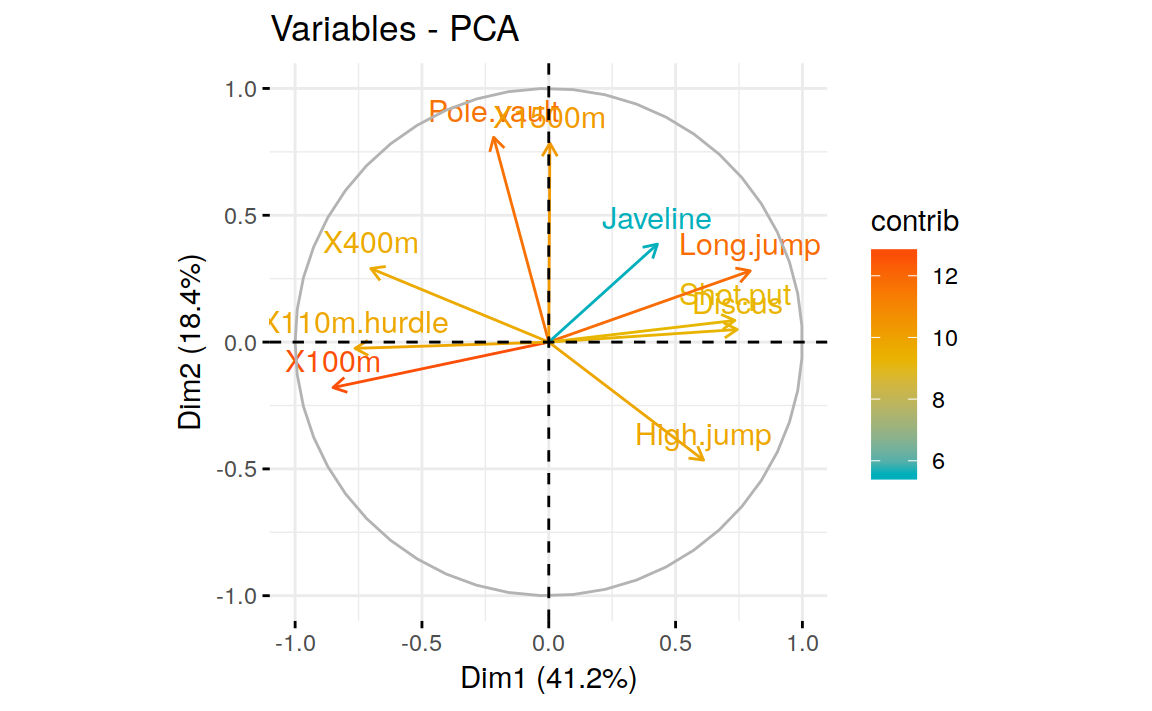 Variables - PCA
1.0
Pole.vault
X1500m
0.5
Javeline
X400m
Long.jump
Shot.put
Discus
X110m.hurdle
0.0
X100m
High.jump
-0.5
-1.0
-1.0
-0.5
0.0
0.5
1.0
Dim1 (41.2%)
Dim2 (18.4%)
contrib
12
10
8
6